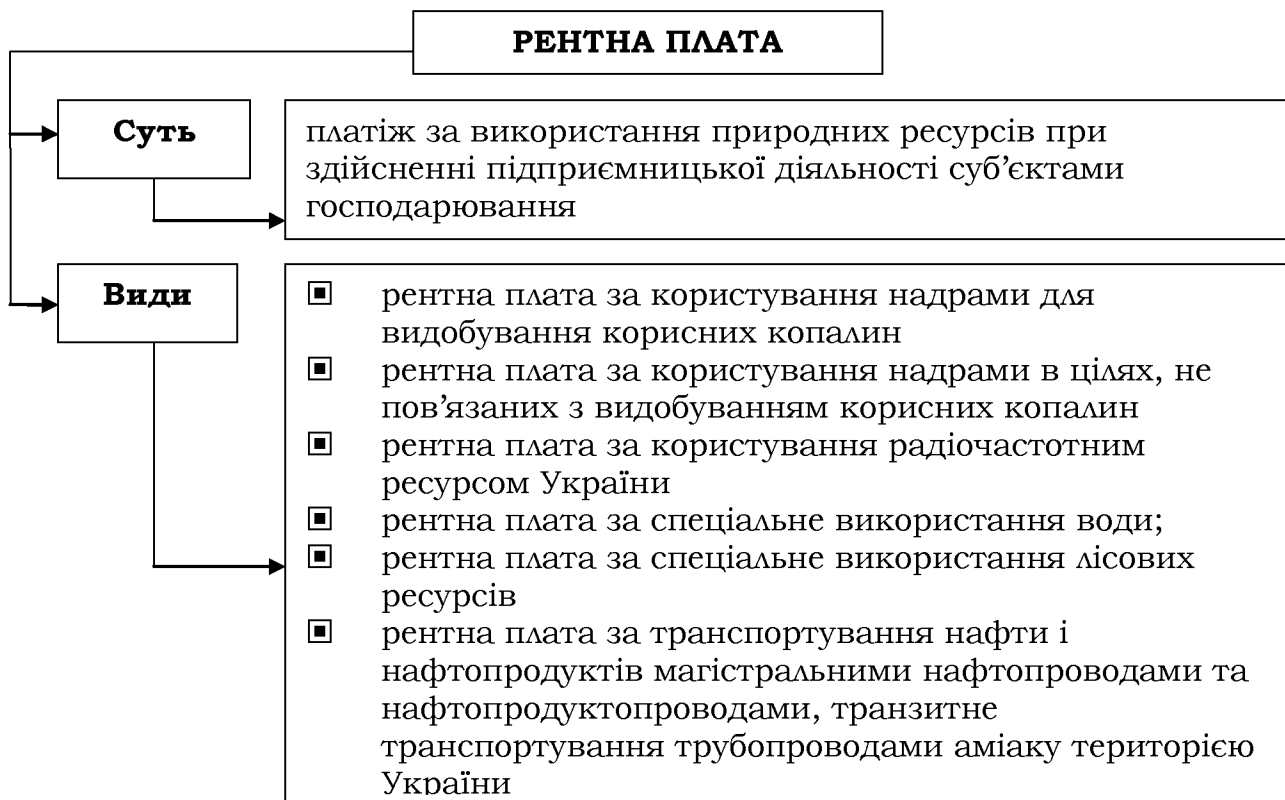 РЕНТНА ПЛАТА
Суть
платіж за використання природних ресурсів при
здійсненні підприємницької діяльності суб’єктами
господарювання
Види
рентна плата за користування надрами для
видобування корисних копалин
рентна плата за користування надрами в цілях, не
пов’язаних з видобуванням корисних копалин
рентна плата за користування радіочастотним
ресурсом України
рентна плата за спеціальне використання води;
рентна плата за спеціальне використання лісових
ресурсів
рентна плата за транспортування нафти і
нафтопродуктів магістральними нафтопроводами та
нафтопродуктопроводами, транзитне
транспортування трубопроводами аміаку територією
України